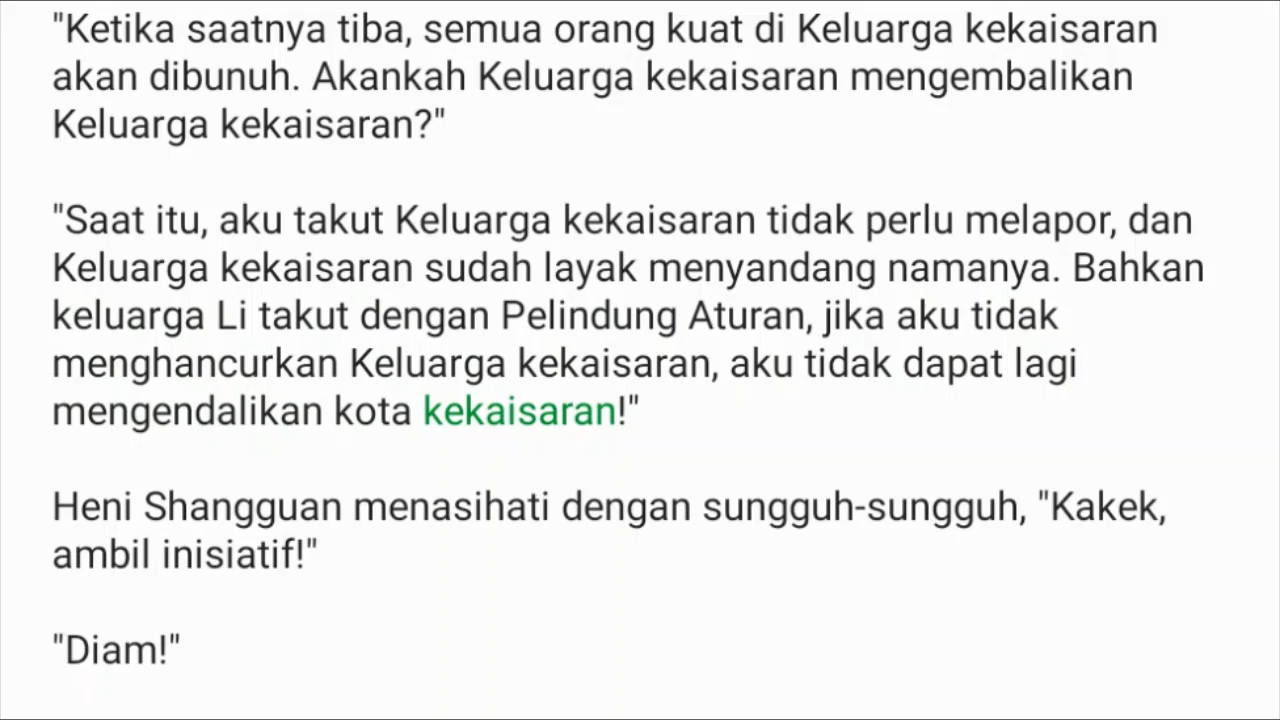 "Ketika saatnya tiba, semua orang kuat di Keluarga kekaisaran
akan dibunuh. Akankah Keluarga kekaisaran mengembalikan
Keluarga kekaisaran?"
"Saat itu, aku takut Keluarga kekaisaran tidak perlu melapor, dan
Keluarga kekaisaran sudah layak menyandang namanya. Bahkan
keluarga Li takut dengan Pelindung Aturan, jika aku tidak
menghancurkan Keluarga kekaisaran, aku tidak dapat lagi
mengendalikan kota kekaisaran!"
Heni Shangguan menasihati dengan sungguh-sungguh, "Kakek,
ambil inisiatif!"
"Diam!"